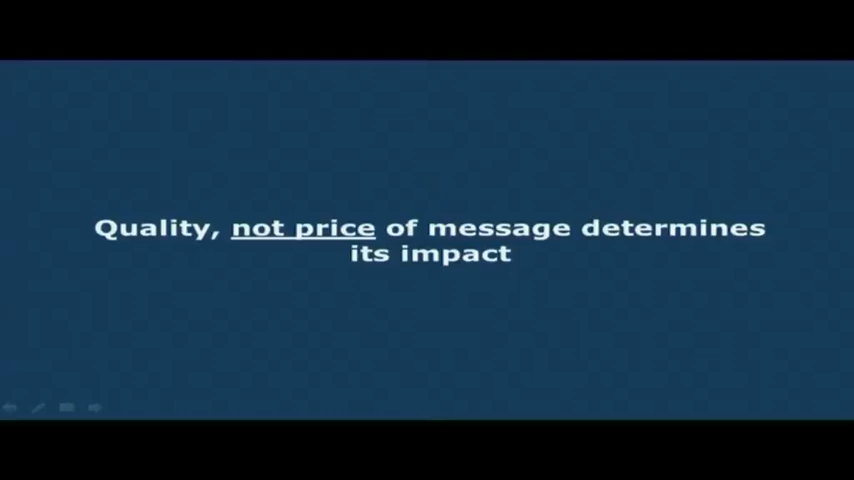 Quality, not price of message determines
its impact